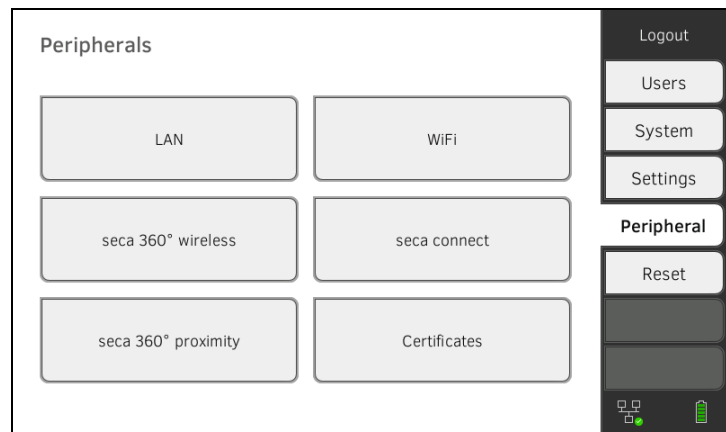 Peripherals
LAN
WiFi
seca 360° wireless
seca connect
seca 360° proximity
Certificates
Logout
Users
System
Settings
Peripheral
Reset